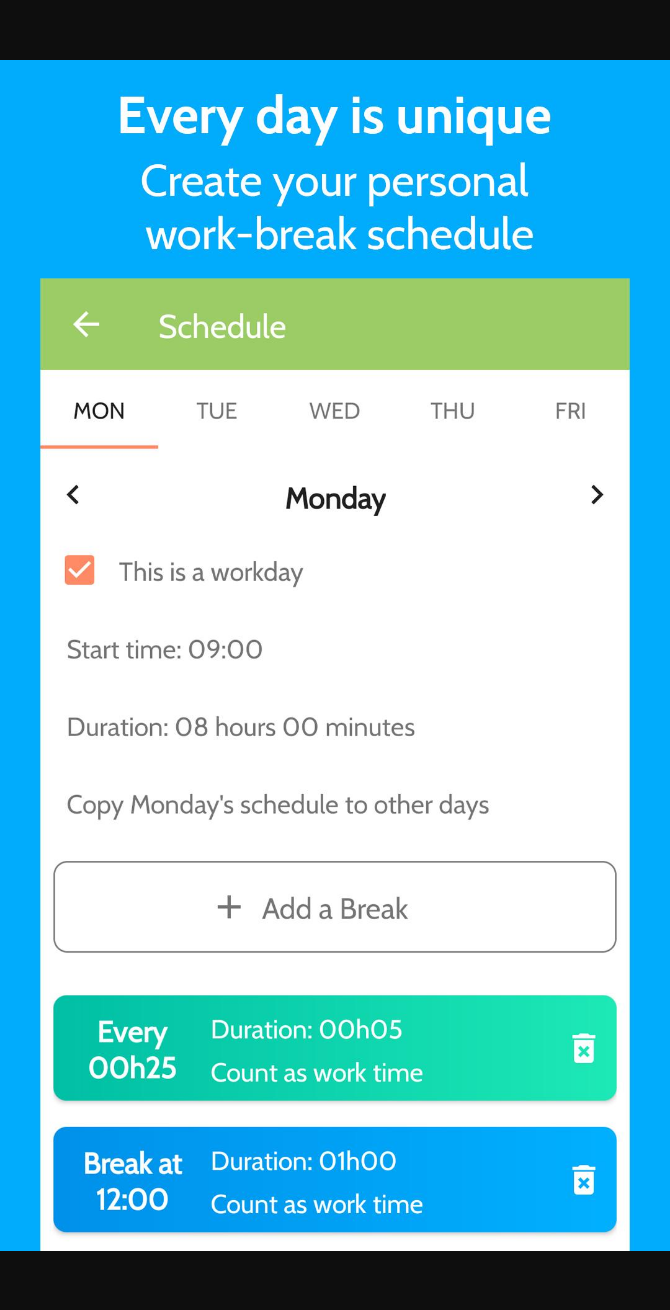 Every day is unique
Create your personal
work-break schedule
Schedule
MON TUE WED THU FRI
Monday
This is a workday
Start time: 09:00
Duration: 08 hours 00 minutes
Copy Monday's schedule to other days
+ Add a Break
Every
00h25
Duration: 00h05
Count as work time
Break at
12:00
Duration: 01h00
Count as work time